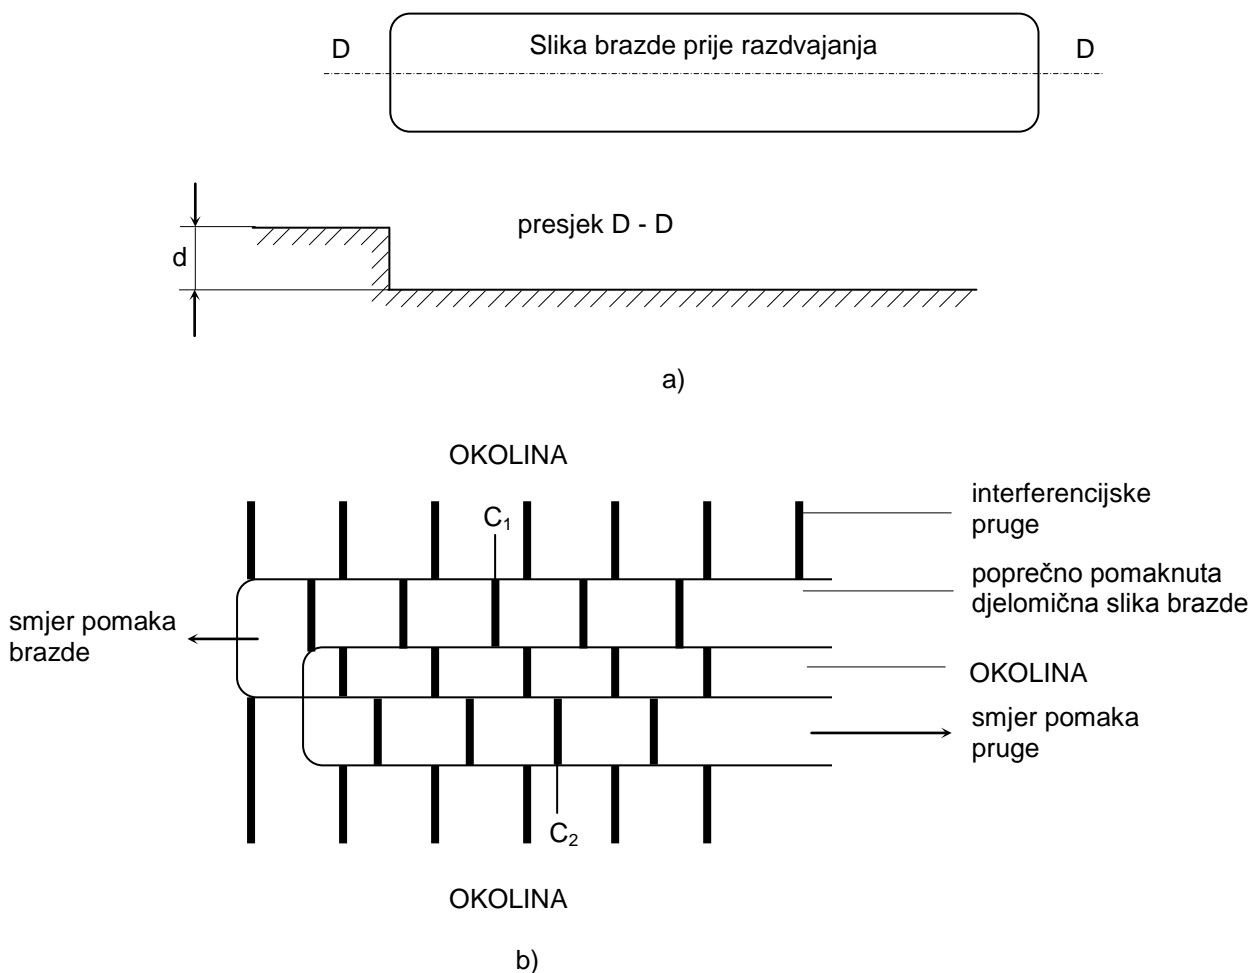 D
Slika brazde prije razdvajanja
D
presjek D - D
d
a)
OKOLINA
C₁
interferencijske
pruge
poprečno pomaknuta
djelomična slika brazde
smjer pomaka
brazde
OKOLINA
smjer pomaka
pruge
C₂
OKOLINA
b)